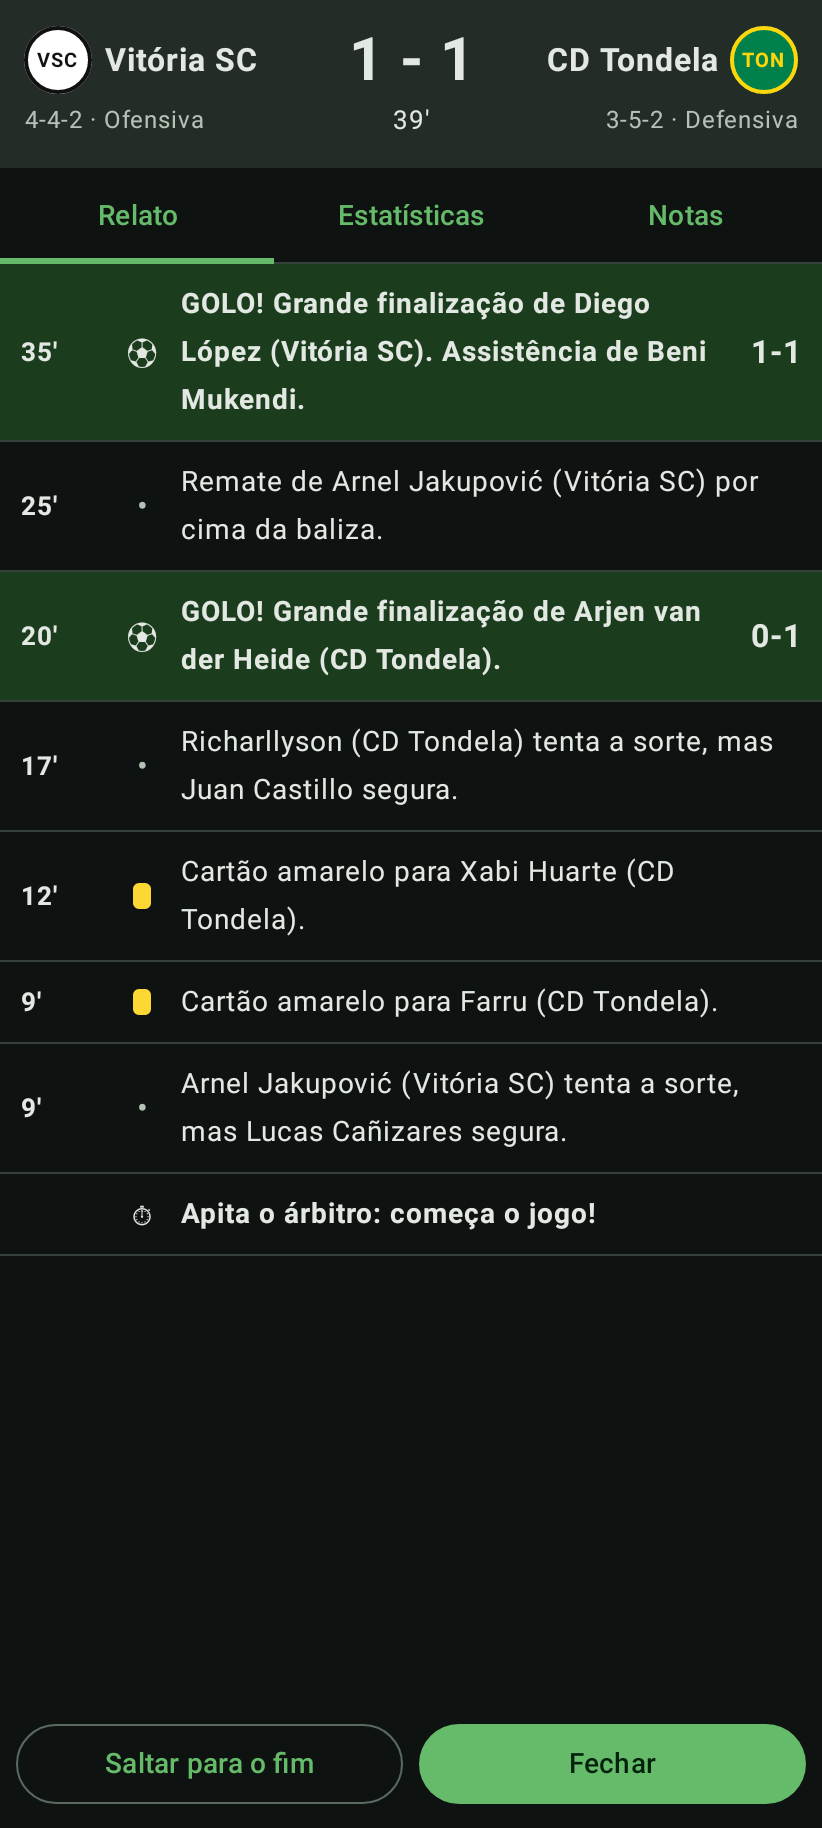 VSC Vitória SC 1 - 1 CD Tondela TON
4-4-2 · Ofensiva 39' 3-5-2 · Defensiva
Relato Estatísticas Notas
GOLO! Grande finalização de Diego
35' López (Vitória SC). Assistência de Beni 1-1
Mukendi.
Remate de Arnel Jakupović (Vitória SC) por
25' cima da baliza.
GOLO! Grande finalização de Arjen van
20' der Heide (CD Tondela). 0-1
Richarllyson (CD Tondela) tenta a sorte, mas
17' Juan Castillo segura.
Cartão amarelo para Xabi Huarte (CD
12' Tondela).
9' Cartão amarelo para Farru (CD Tondela).
Arnel Jakupović (Vitória SC) tenta a sorte,
9' mas Lucas Cañizares segura.
Apita o árbitro: começa o jogo!
Saltar para o fim Fechar